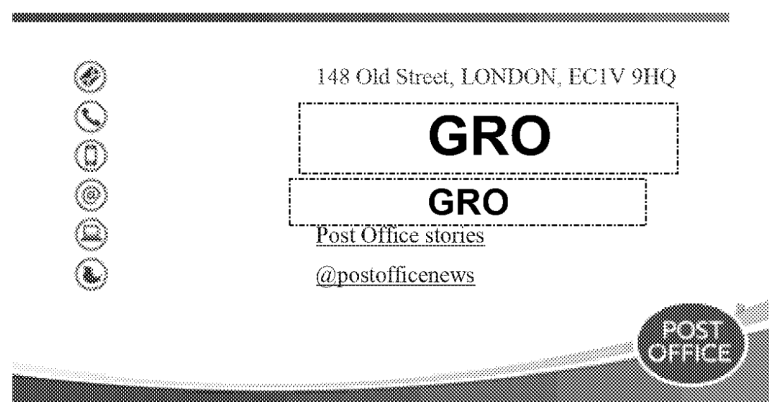 148 Old Street, LONDON, EC1V 9HQ
GRO
GRO
Post Office stories
@postofficenews
POST
OFFICE